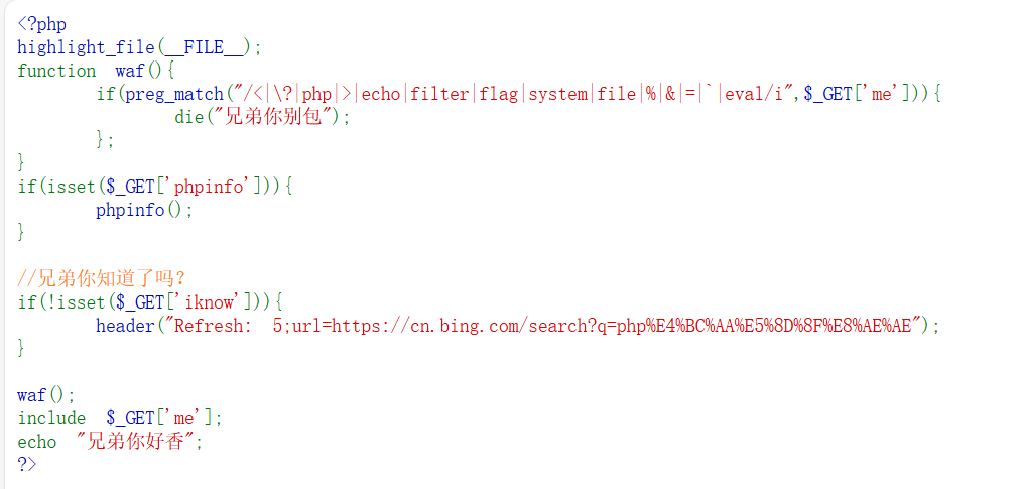 <?php
highlight_file(__FILE__);
function waf(){
        if(preg_match("/<|\?|php|>|echo|filter|flag|system|file|%|&|=|`|eval/i",$_GET['me'])){
                die("兄弟你别包");
        };
}
if(isset($_GET['phpinfo'])){
        phpinfo();
}

//兄弟你知道了吗?
if(!isset($_GET['iknow'])){
        header("Refresh: 5;url=https://cn.bing.com/search?q=php%E4%BC%AA%E5%8D%8F%E8%AE%AE");
}

waf();
include $_GET['me'];
echo "兄弟你好香";
?>